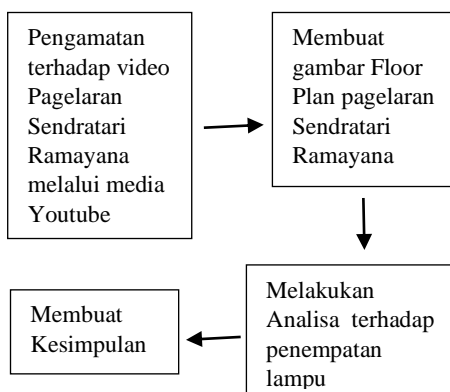 Pengamatan
terhadap video
Pagelaran
Sendratari
Ramayana
melalui media
Youtube
Membuat
gambar Floor
Plan pagelaran
Sendratari
Ramayana
Melakukan
Analisa terhadap
penempatan
lampu
Membuat
Kesimpulan